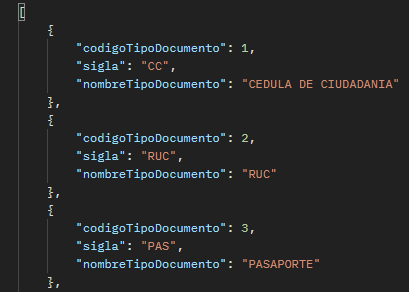 [
{
"codigoTipoDocumento": 1,
"sigla": "CC",
"nombreTipoDocumento": "CEDULA DE CIUDADANIA"
},
{
"codigoTipoDocumento": 2,
"sigla": "RUC",
"nombreTipoDocumento": "RUC"
},
{
"codigoTipoDocumento": 3,
"sigla": "PAS",
"nombreTipoDocumento": "PASAPORTE"
},